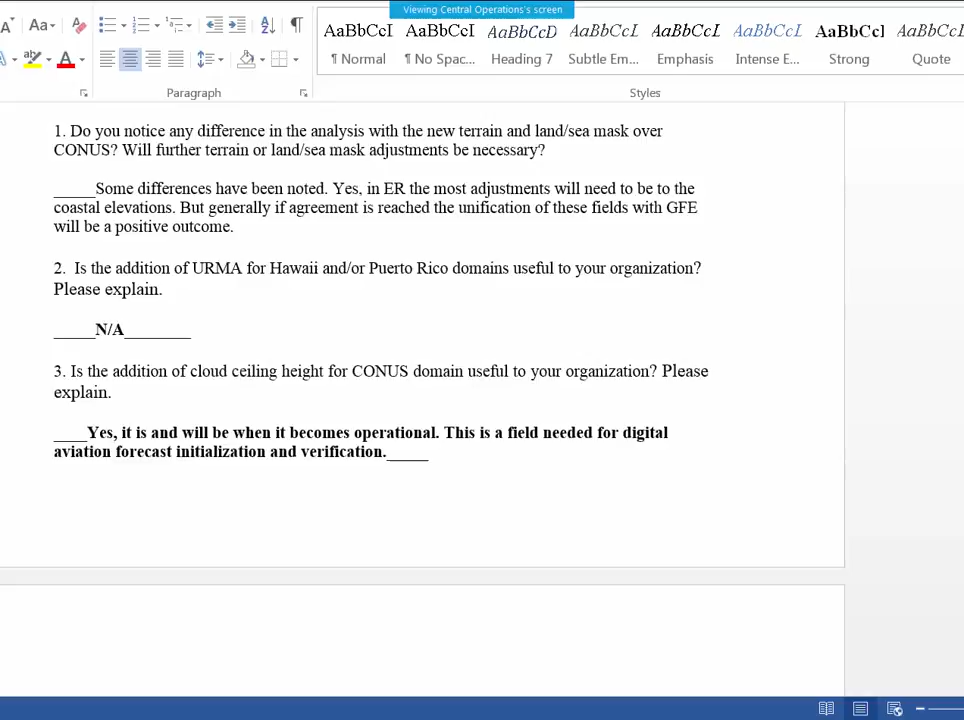 Viewing Central Operations's screen
Aa
AaBbCcI AaBbCcI AaBbCcD AaBbCcL AaBbCcL AaBbCcL AaBbCcI AaBbCcL
¶ Normal ¶ No Spac... Heading 7 Subtle Em... Emphasis Intense E... Strong Quote
Paragraph Styles
1. Do you notice any difference in the analysis with the new terrain and land/sea mask over
CONUS? Will further terrain or land/sea mask adjustments be necessary?
_____Some differences have been noted. Yes, in ER the most adjustments will need to be to the
coastal elevations. But generally if agreement is reached the unification of these fields with GFE
will be a positive outcome.
2. Is the addition of URMA for Hawaii and/or Puerto Rico domains useful to your organization?
Please explain.
_____N/A________
3. Is the addition of cloud ceiling height for CONUS domain useful to your organization? Please
explain.
____Yes, it is and will be when it becomes operational. This is a field needed for digital
aviation forecast initialization and verification._____